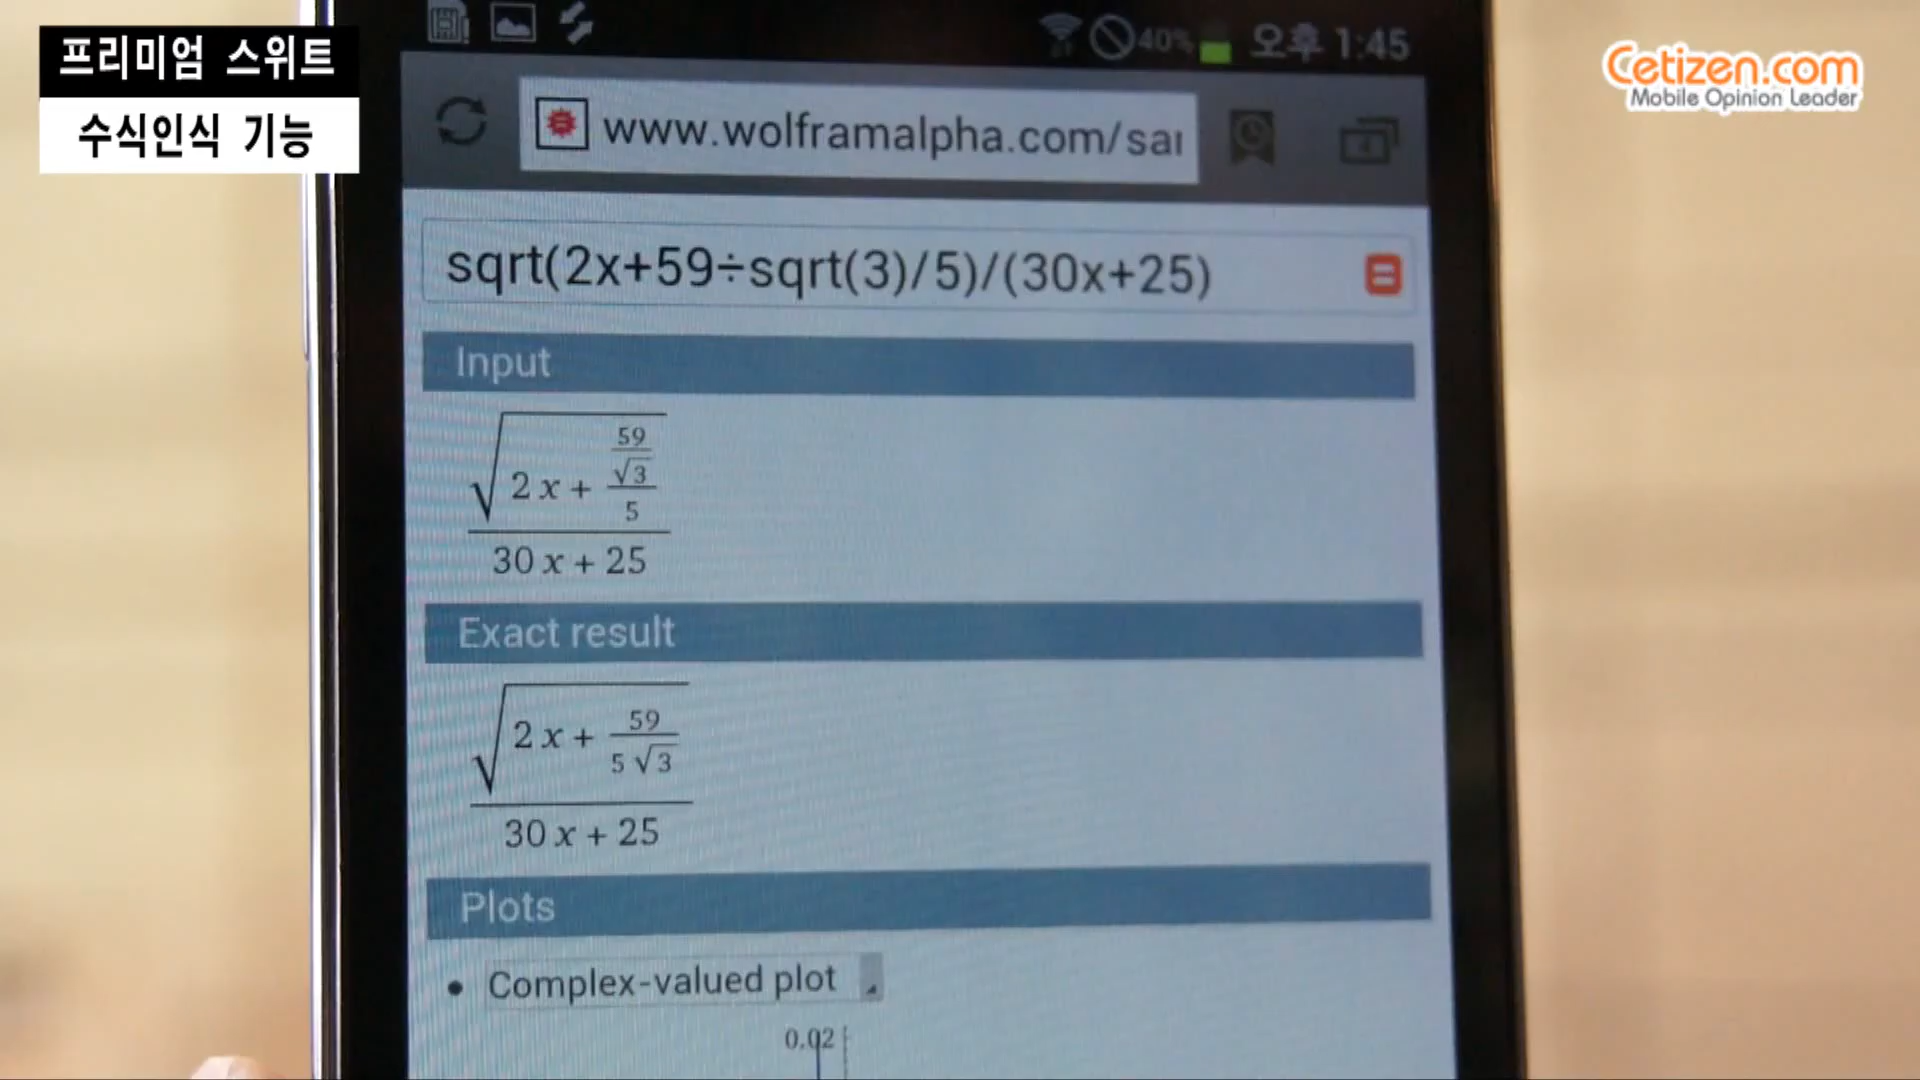 프리미엄 스위트
수식인식 기능
Cetizen.com
Mobile Opinion Leader
40% 오후 1:45
www.wolframalpha.com/sa
4
sqrt(2x+59÷sqrt(3)/5)/(30x+25)
Input
59
√3
√ 2 x +
5
30 x + 25
Exact result
59
√ 2 x +
5 √3
30 x + 25
Plots
• Complex-valued plot
0.02